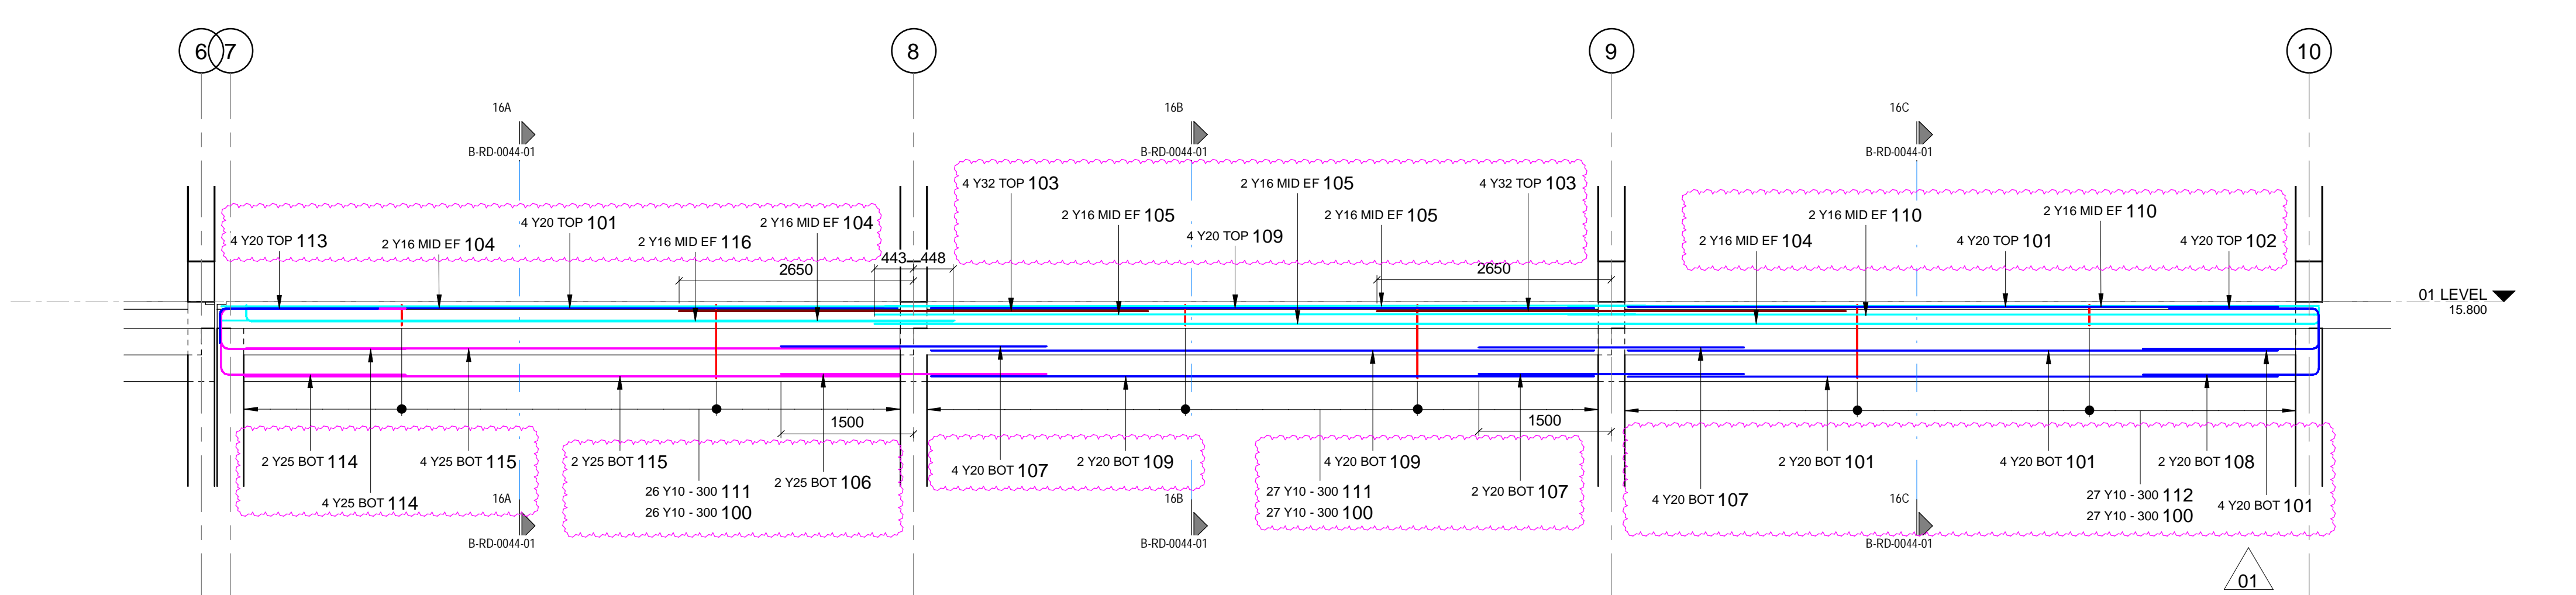 6 7 8 9 10
16A 16B 16C
B-RD-0044-01 B-RD-0044-01 B-RD-0044-01
4 Y32 TOP 103 2 Y16 MID EF 105 4 Y32 TOP 103
2 Y16 MID EF 105 2 Y16 MID EF 105 2 Y16 MID EF 110 2 Y16 MID EF 110
4 Y20 TOP 101 2 Y16 MID EF 104
4 Y20 TOP 113 2 Y16 MID EF 104 2 Y16 MID EF 116 4 Y20 TOP 109 2 Y16 MID EF 104 4 Y20 TOP 101 4 Y20 TOP 102
443 448
2650 2650
01 LEVEL
15.800
1500 1500
2 Y25 BOT 114 4 Y25 BOT 115 2 Y25 BOT 115 4 Y20 BOT 107 2 Y20 BOT 109 4 Y20 BOT 109 2 Y20 BOT 101 4 Y20 BOT 101 2 Y20 BOT 108
2 Y25 BOT 106
26 Y10 - 300 111 27 Y10 - 300 111 2 Y20 BOT 107 27 Y10 - 300 112
4 Y25 BOT 114 16A 16B 4 Y20 BOT 107 16C 4 Y20 BOT 101
26 Y10 - 300 100 27 Y10 - 300 100 27 Y10 - 300 100
B-RD-0044-01 B-RD-0044-01 B-RD-0044-01
01